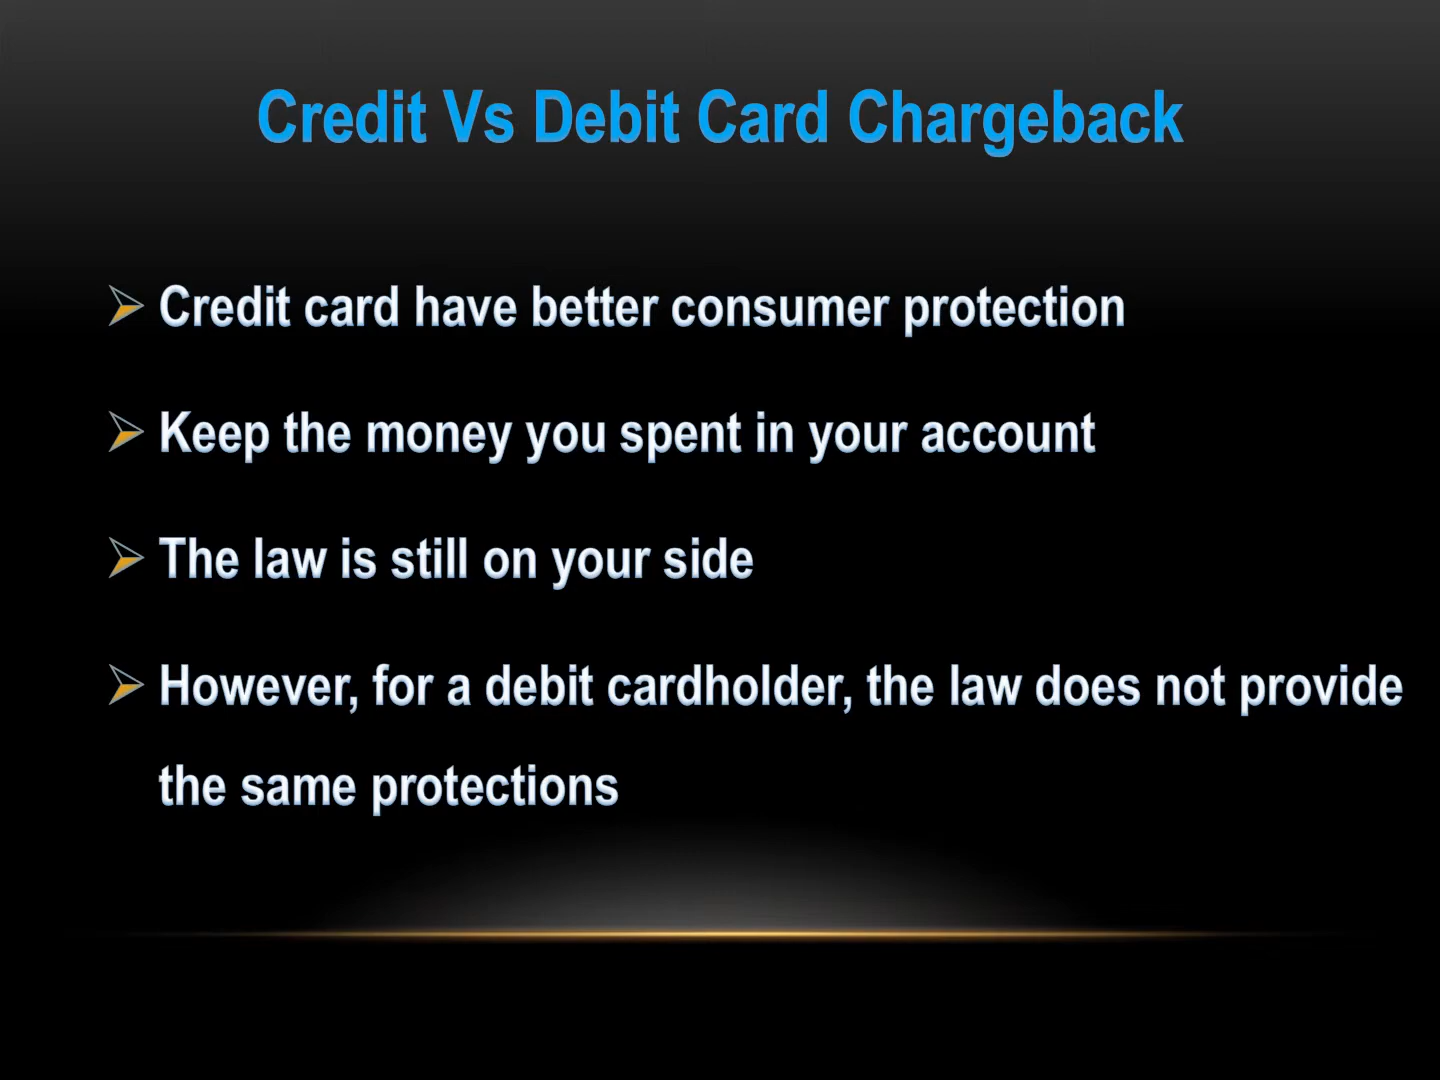 Credit Vs Debit Card Chargeback
Credit card have better consumer protection
Keep the money you spent in your account
The law is still on your side
However, for a debit cardholder, the law does not provide
the same protections